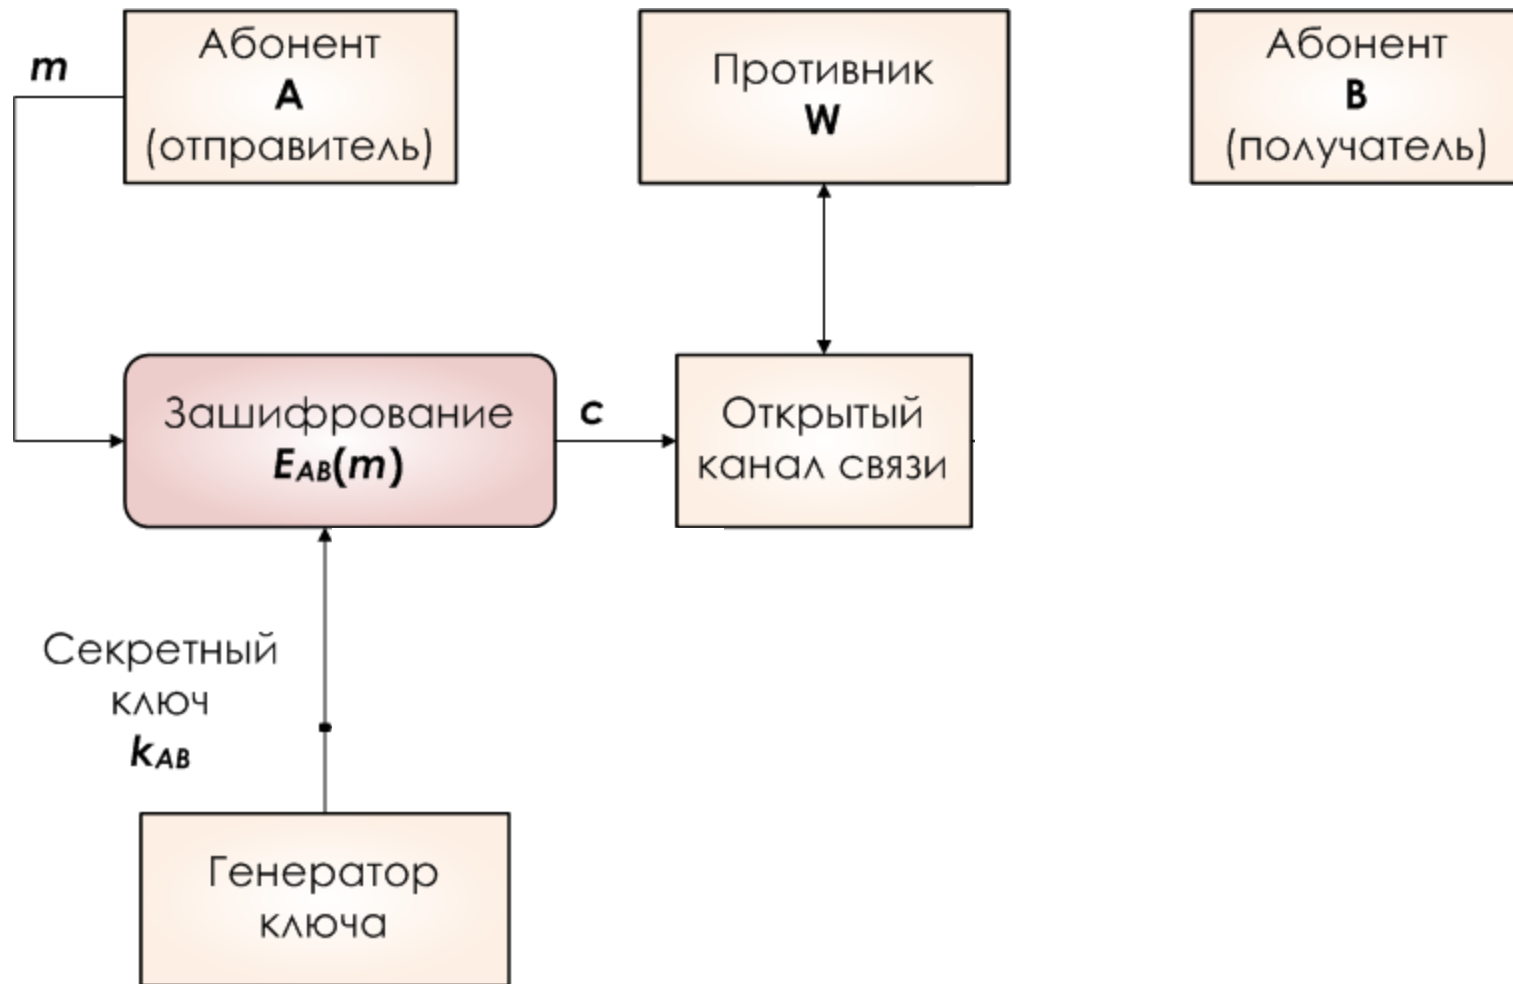 m
Абонент
A
(отправитель)
Противник
W
Абонент
B
(получатель)
Зашифрование
EAB(m)
c
Открытый
канал связи
Секретный
ключ
kAB
Генератор
ключа